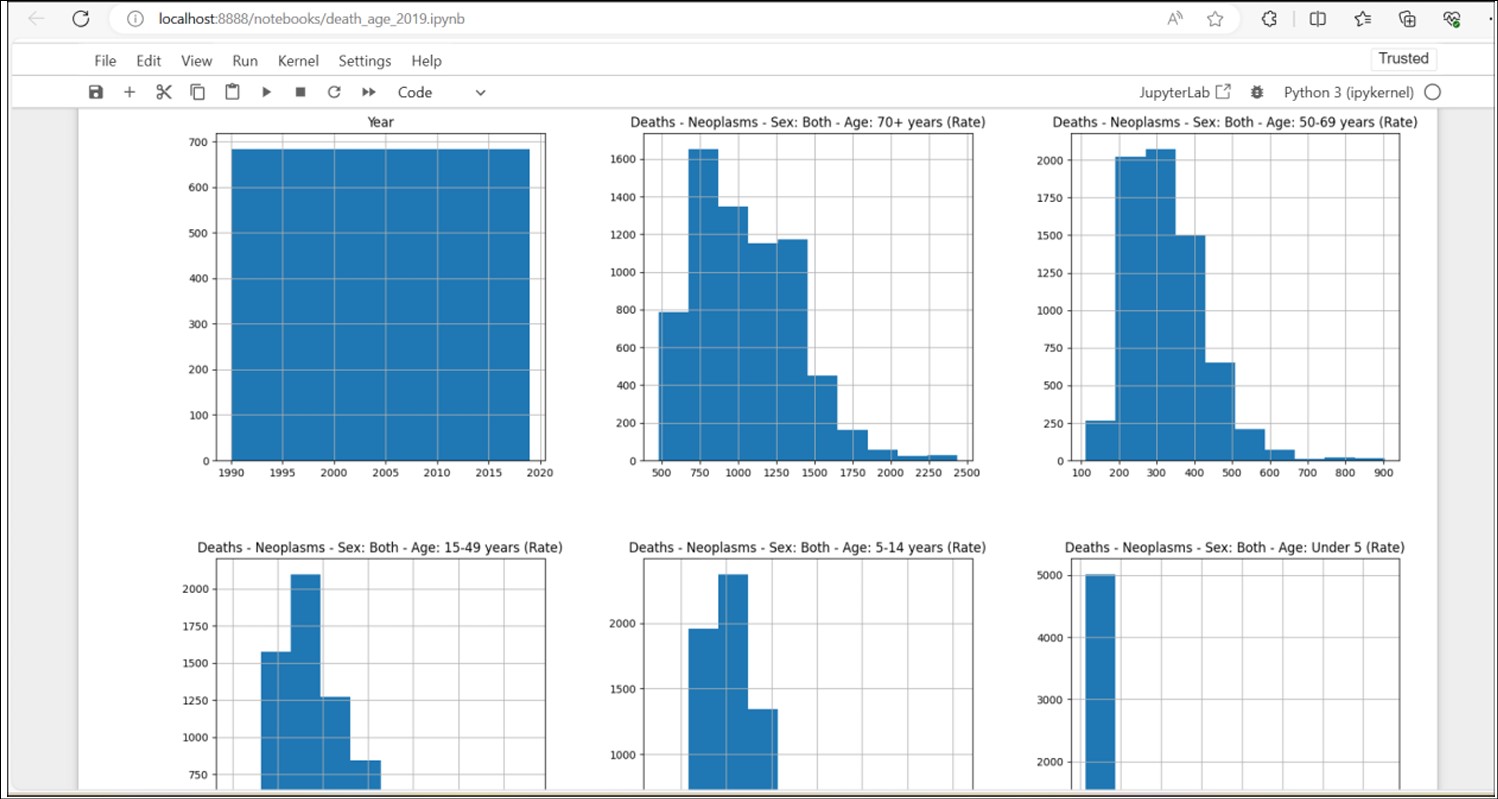 localhost:8888/notebooks/death_age_2019.ipynb
File Edit View Run Kernel Settings Help
Trusted
Code
JupyterLab
Python 3 (ipykernel)
Year
700
600
500
400
300
200
100
0
1990 1995 2000 2005 2010 2015 2020
Deaths - Neoplasms - Sex: Both - Age: 70+ years (Rate)
1600
1400
1200
1000
800
600
400
200
0
500 750 1000 1250 1500 1750 2000 2250 2500
Deaths - Neoplasms - Sex: Both - Age: 50-69 years (Rate)
2000
1750
1500
1250
1000
750
500
250
0
100 200 300 400 500 600 700 800 900
Deaths - Neoplasms - Sex: Both - Age: 15-49 years (Rate)
2000
1750
1500
1250
1000
750
Deaths - Neoplasms - Sex: Both - Age: 5-14 years (Rate)
2000
1500
1000
Deaths - Neoplasms - Sex: Both - Age: Under 5 (Rate)
5000
4000
3000
2000